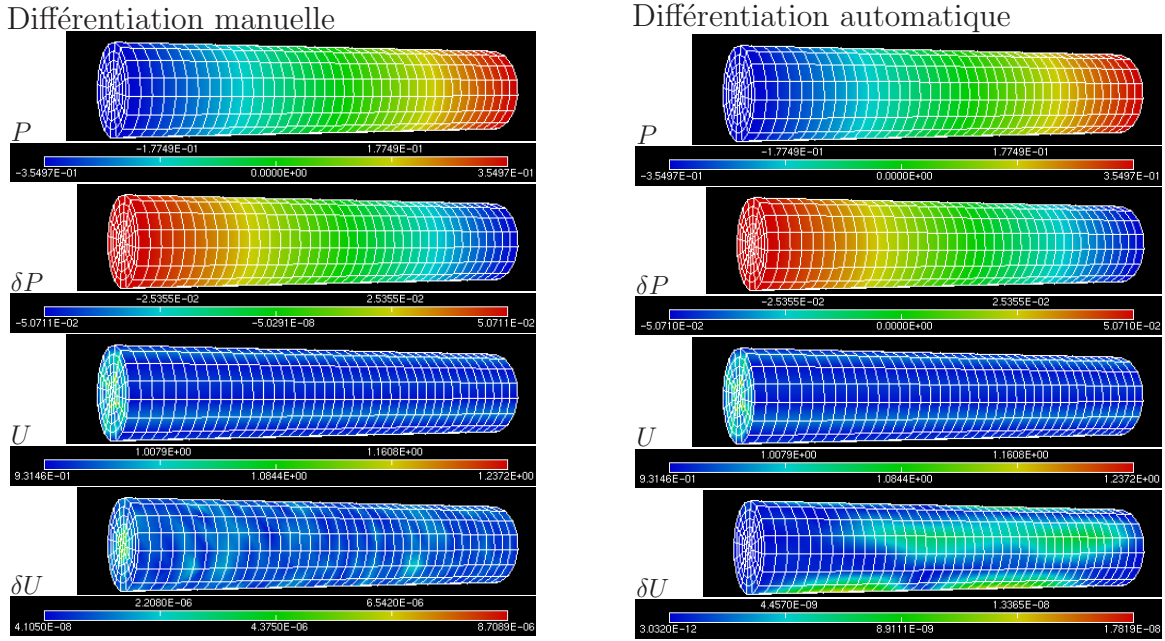 Différentiation manuelle
P
−1.7749E−01 1.7749E−01
−3.5497E−01 0.0000E+00 3.5497E−01
δP
−2.5355E−02 2.5355E−02
−5.0711E−02 −5.0291E−08 5.0711E−02
U
1.0079E+00 1.1608E+00
9.3146E−01 1.0844E+00 1.2372E+00
δU
2.2080E−06 6.5420E−06
4.1050E−08 4.3750E−06 8.7089E−06
Différentiation automatique
P
−1.7749E−01 1.7749E−01
−3.5497E−01 0.0000E+00 3.5497E−01
δP
−2.5355E−02 2.5355E−02
−5.0710E−02 0.0000E+00 5.0710E−02
U
1.0079E+00 1.1608E+00
9.3146E−01 1.0844E+00 1.2372E+00
δU
4.4570E−09 1.3365E−08
3.0320E−12 8.9111E−09 1.7819E−08